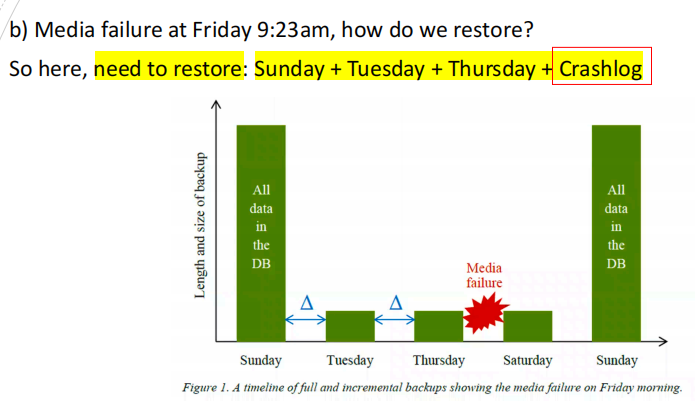 b) Media failure at Friday 9:23am, how do we restore?
So here, need to restore: Sunday + Tuesday + Thursday + Crashlog
Length and size of backup
All
data
in
the
DB
Δ
Δ
Media
failure
All
data
in
the
DB
Sunday
Tuesday
Thursday
Saturday
Sunday
Figure 1. A timeline of full and incremental backups showing the media failure on Friday morning.